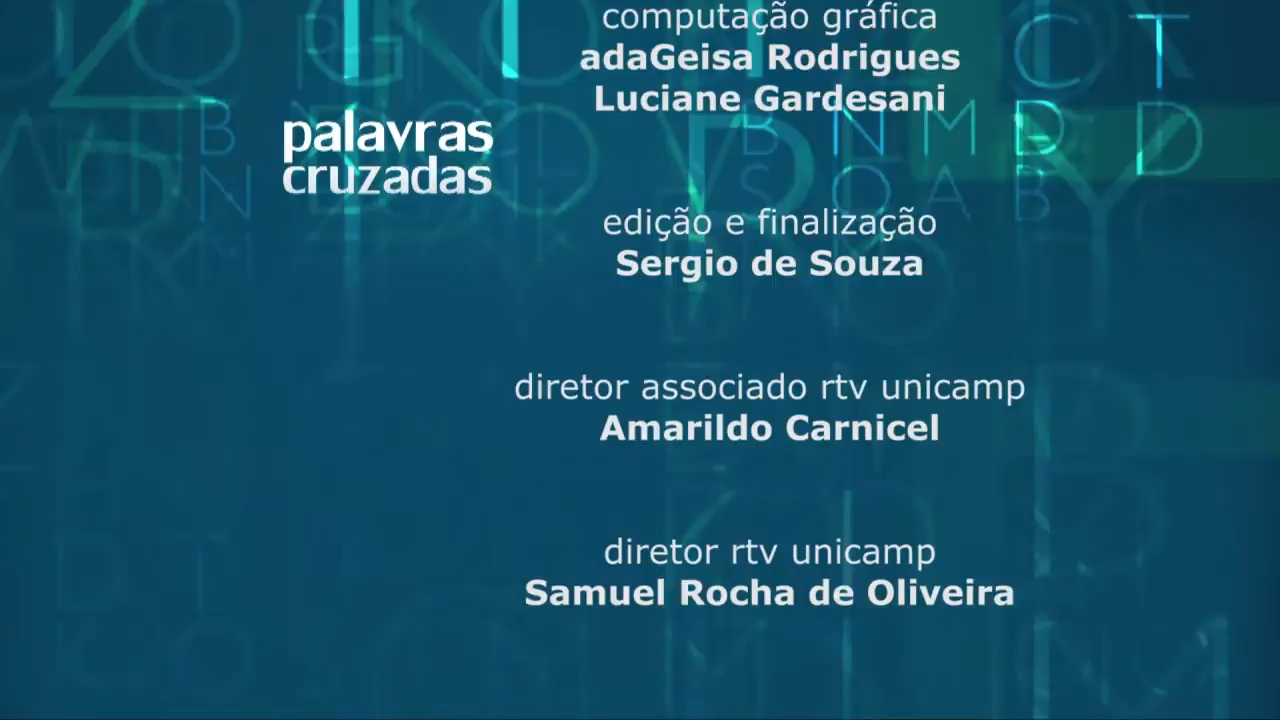 computação gráfica
adaGeisa Rodrigues
Luciane Gardesani
palavras
cruzadas
edição e finalização
Sergio de Souza
diretor associado rtv unicamp
Amarildo Carnicel
diretor rtv unicamp
Samuel Rocha de Oliveira